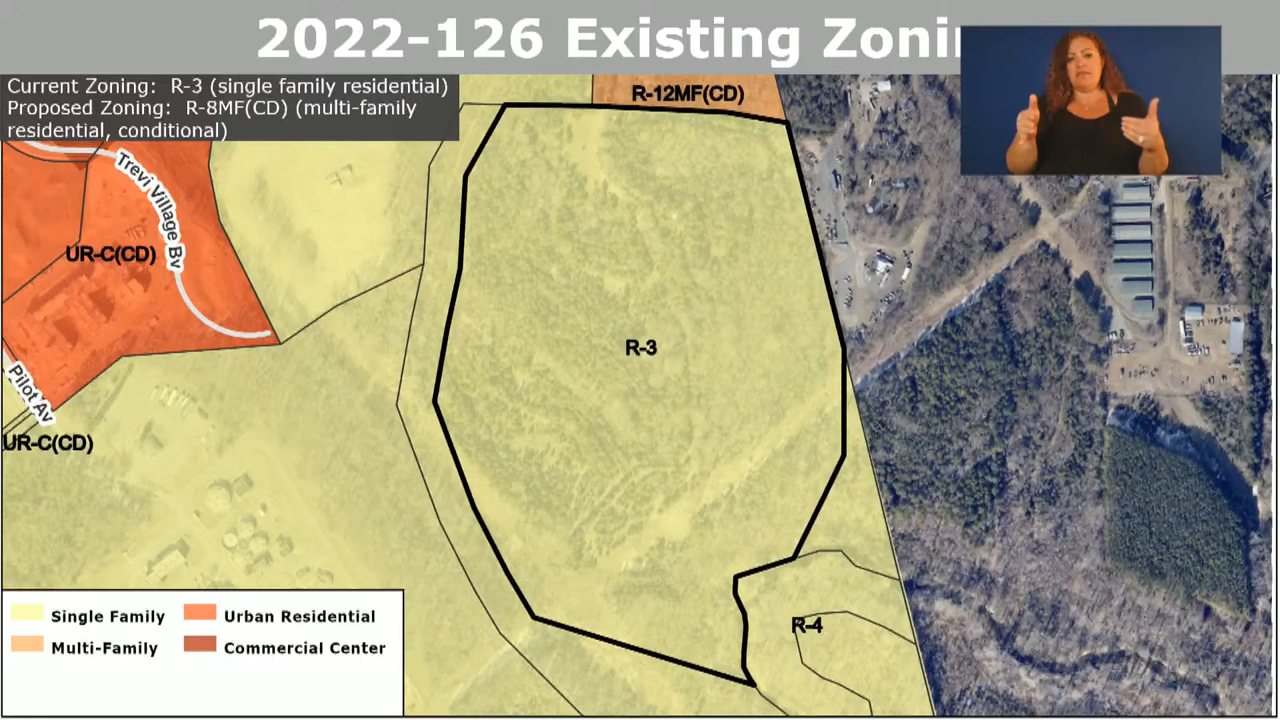 2022-126 Existing Zoni
Current Zoning: R-3 (single family residential)
Proposed Zoning: R-8MF(CD) (multi-family
residential, conditional)
R-12MF(CD)
Trevi Village Bv
UR-C(CD)
R-3
Pilot Av
UR-C(CD)
R-4
Single Family
Urban Residential
Multi-Family
Commercial Center